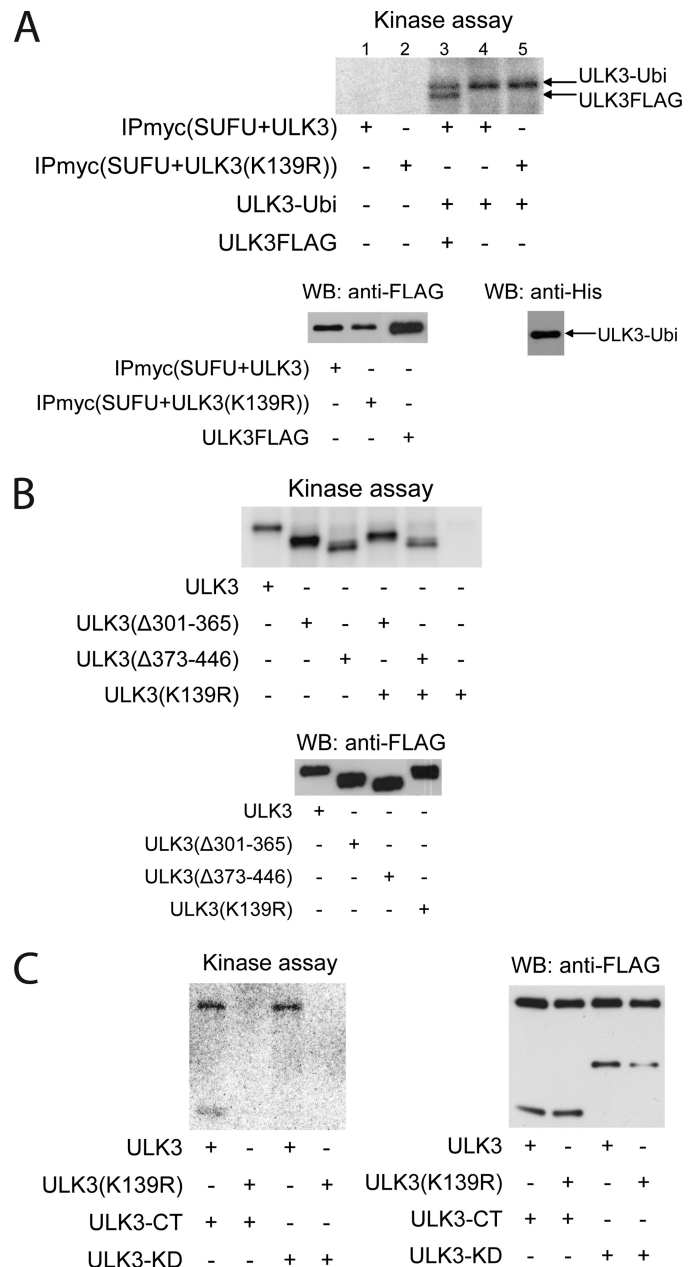 A
Kinase assay
1 2 3 4 5
ULK3-Ubi
ULK3FLAG
IPmyc(SUFU+ULK3) + - + + -
IPmyc(SUFU+ULK3(K139R)) - + - - +
ULK3-Ubi - - + + +
ULK3FLAG - - + - -
WB: anti-FLAG
WB: anti-His
ULK3-Ubi
IPmyc(SUFU+ULK3) + - -
IPmyc(SUFU+ULK3(K139R)) - + -
ULK3FLAG - - +
B
Kinase assay
ULK3 + - - - - -
ULK3(Δ301-365) - + - + - -
ULK3(Δ373-446) - - + - + -
ULK3(K139R) - - - + + +
WB: anti-FLAG
ULK3 + - - -
ULK3(Δ301-365) - + - -
ULK3(Δ373-446) - - + -
ULK3(K139R) - - - +
C
Kinase assay
ULK3 + - + -
ULK3(K139R) - + - +
ULK3-CT + + - -
ULK3-KD - - + +
WB: anti-FLAG
ULK3 + - + -
ULK3(K139R) - + - +
ULK3-CT + + - -
ULK3-KD - - + +